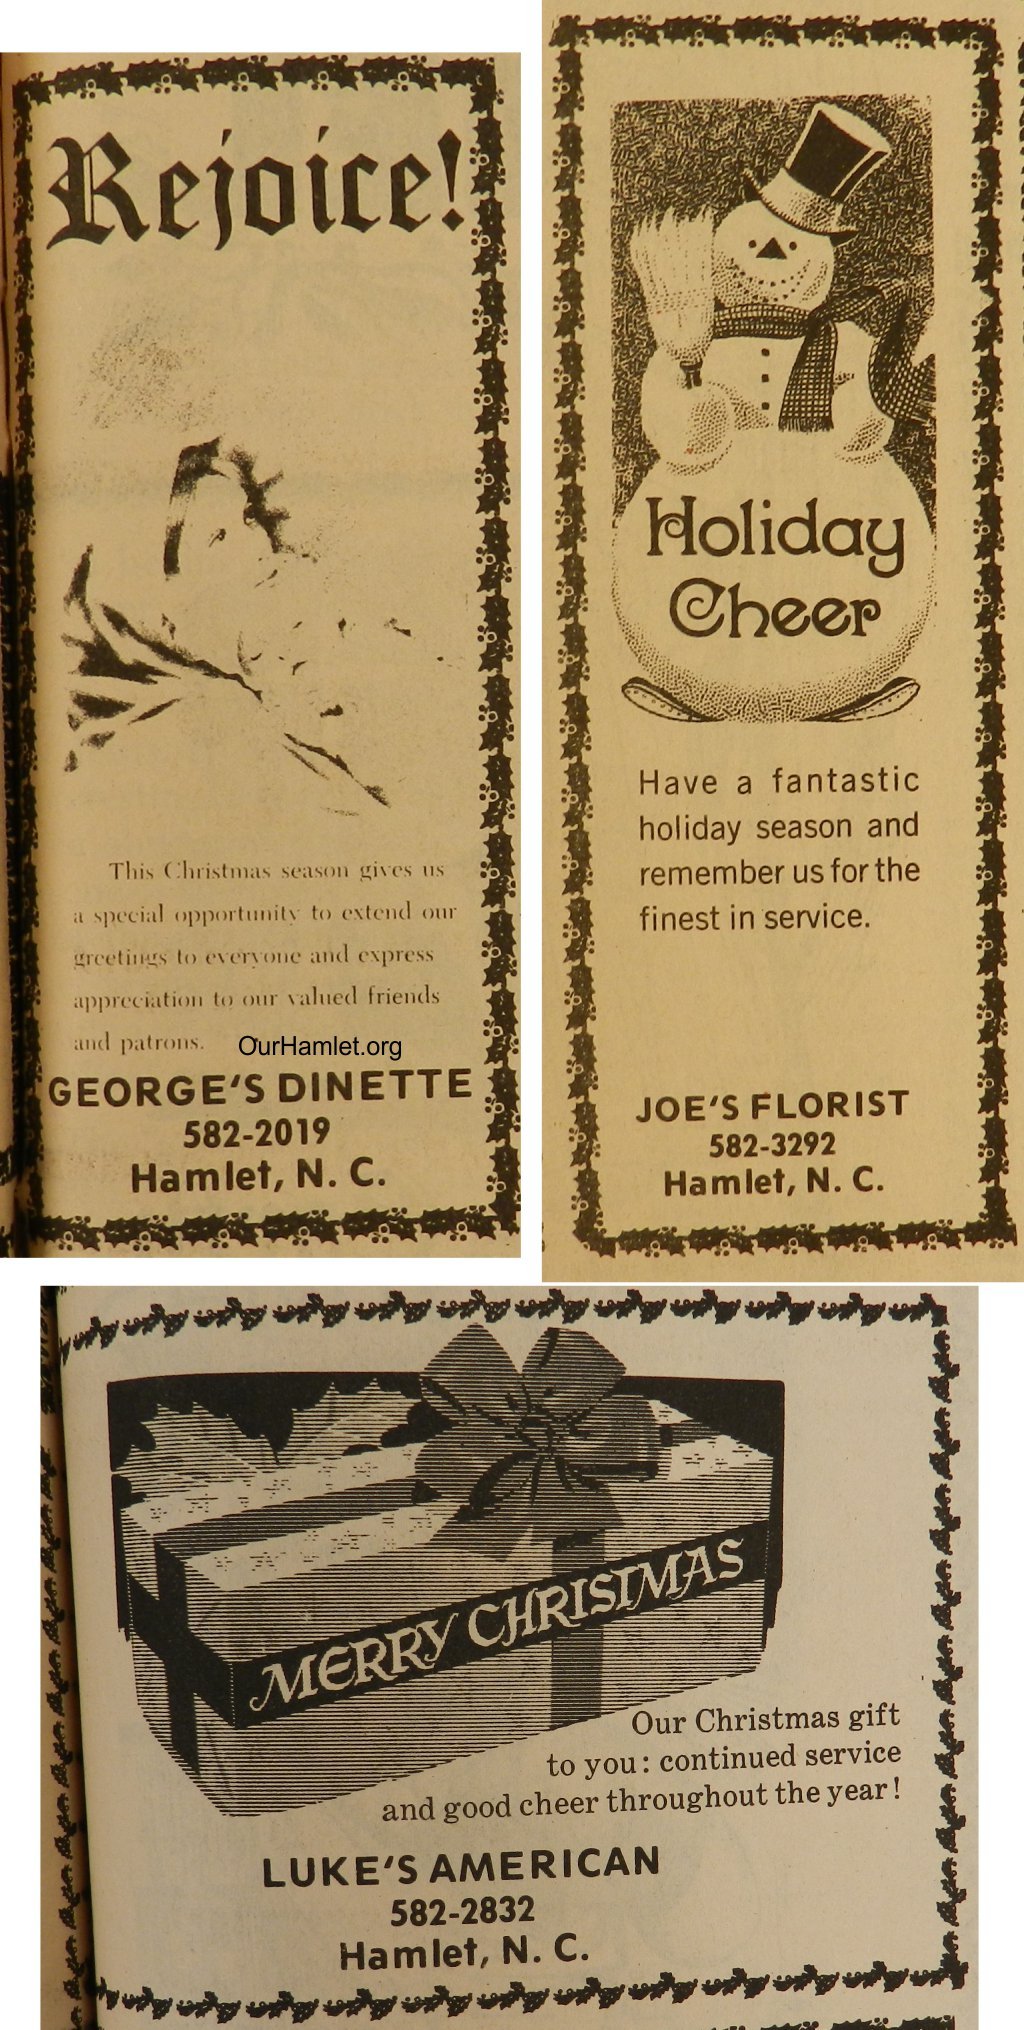 Rejoice!
This Christmas season gives us
a special opportunity to extend our
greetings to everyone and express
appreciation to our valued friends
and patrons.
OurHamlet.org
GEORGE'S DINETTE
582-2019
Hamlet, N. C.
Holiday
Cheer
Have a fantastic
holiday season and
remember us for the
finest in service.
JOE'S FLORIST
582-3292
Hamlet, N. C.
MERRY CHRISTMAS
Our Christmas gift
to you: continued service
and good cheer throughout the year!
LUKE'S AMERICAN
582-2832
Hamlet, N. C.